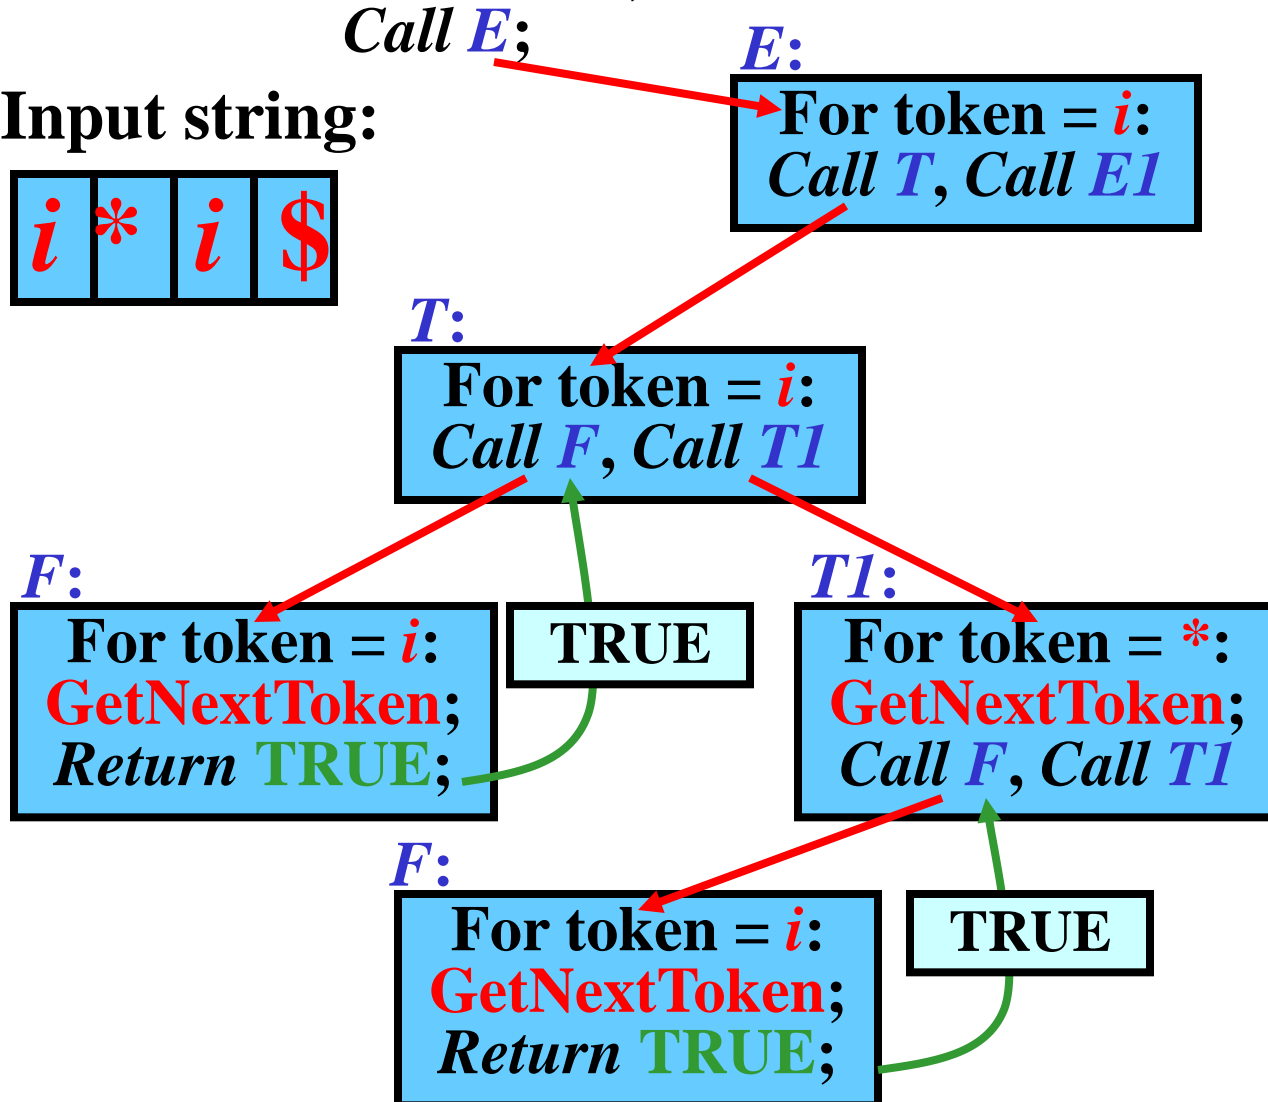 Call E;
E:
For token = i:
Call T, Call E1
Input string:
i * i $
T:
For token = i:
Call F, Call T1
F:
For token = i:
GetNextToken;
Return TRUE;
TRUE
T1:
For token = *:
GetNextToken;
Call F, Call T1
F:
For token = i:
GetNextToken;
Return TRUE;
TRUE